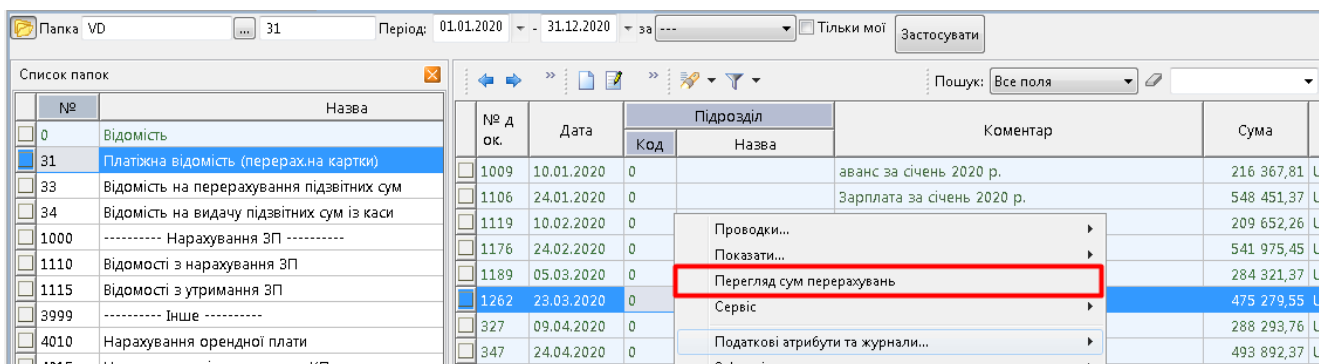 Папка VD ... 31 Період: 01.01.2020 - 31.12.2020 за --- Тільки мої Застосувати
Список папок
№ Назва
0 Відомість
31 Платіжна відомість (перерах.на картки)
33 Відомість на перерахування підзвітних сум
34 Відомість на видачу підзвітних сум із каси
1000 ---------- Нарахування ЗП ----------
1110 Відомості з нарахування ЗП
1115 Відомості з утримання ЗП
3999 ---------- Інше ----------
4010 Нарахування орендної плати
Пошук: Все поля
№ док. Дата Підрозділ Код Назва Коментар Сума
1009 10.01.2020 0 аванс за січень 2020 р. 216 367,81
1106 24.01.2020 0 Зарплата за січень 2020 р. 548 451,37
1119 10.02.2020 0 209 652,26
1176 24.02.2020 0 541 975,45
1189 05.03.2020 0 284 321,37
1262 23.03.2020 0 475 279,55
327 09.04.2020 0 288 293,76
347 24.04.2020 0 493 892,37
Проводки...
Показати...
Перегляд сум перерахувань
Сервіс
Податкові атрибути та журнали...